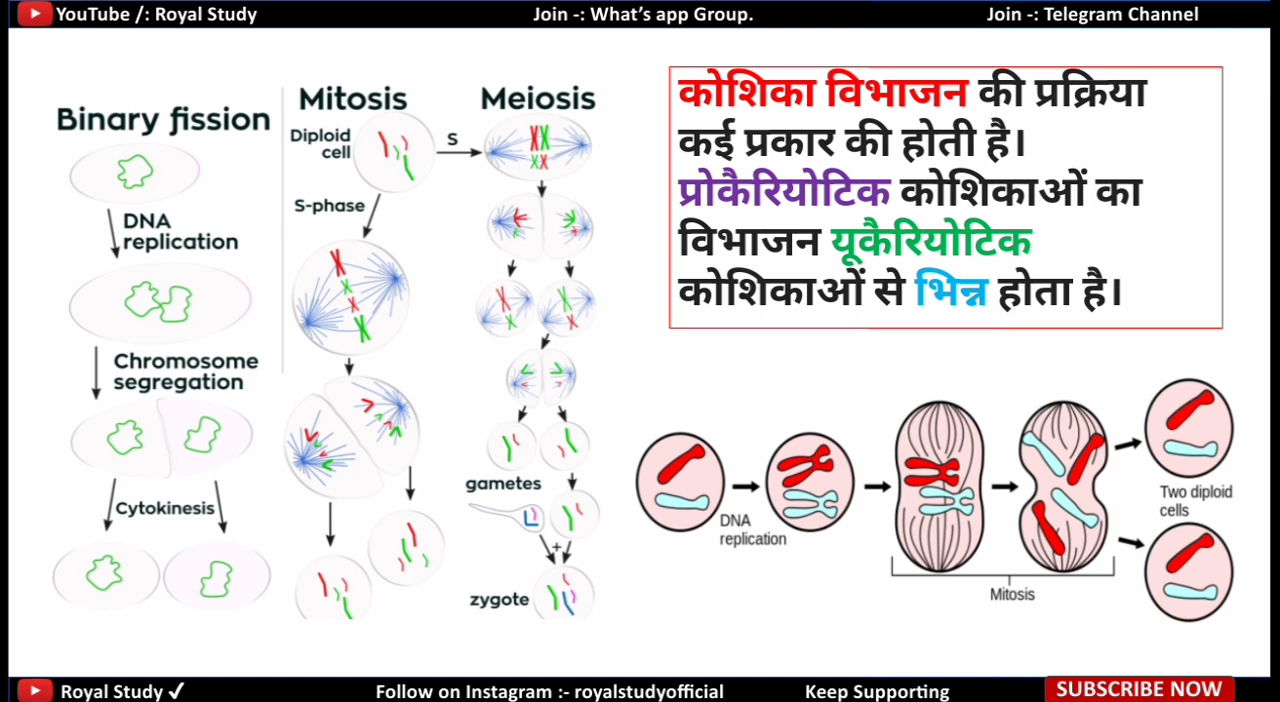 YouTube /: Royal Study
Join -: What's app Group.
Join -: Telegram Channel
Binary fission
DNA
replication
Chromosome
segregation
Cytokinesis
Mitosis
Diploid
cell
S
S-phase
Meiosis
gametes
+
zygote
कोशिका विभाजन की प्रक्रिया
कई प्रकार की होती है।
प्रोकैरियोटिक कोशिकाओं का
विभाजन यूकैरियोटिक
कोशिकाओं से भिन्न होता है।
DNA
replication
Mitosis
Two diploid
cells
Royal Study ✓
Follow on Instagram :- royalstudyofficial
Keep Supporting
SUBSCRIBE NOW